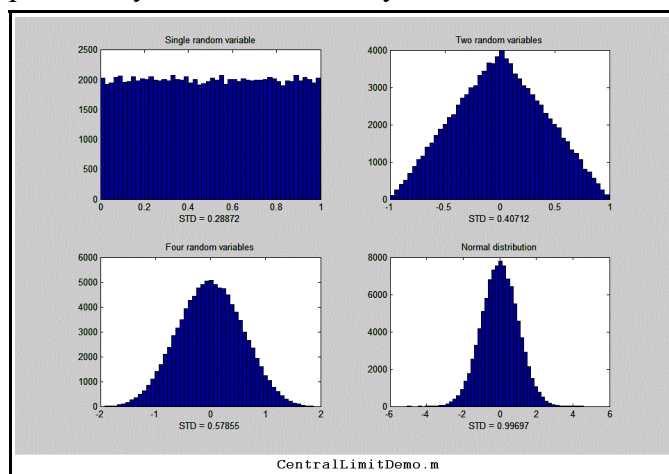 Single random variable
2500
2000
1500
1000
500
0
0 0.2 0.4 0.6 0.8 1
STD = 0.28872
Two random variables
4000
3000
2000
1000
0
-1 -0.5 0 0.5 1
STD = 0.40712
Four random variables
6000
5000
4000
3000
2000
1000
0
-2 -1 0 1 2
STD = 0.57855
Normal distribution
8000
6000
4000
2000
0
-6 -4 -2 0 2 4 6
STD = 0.99697
CentralLimitDemo.m